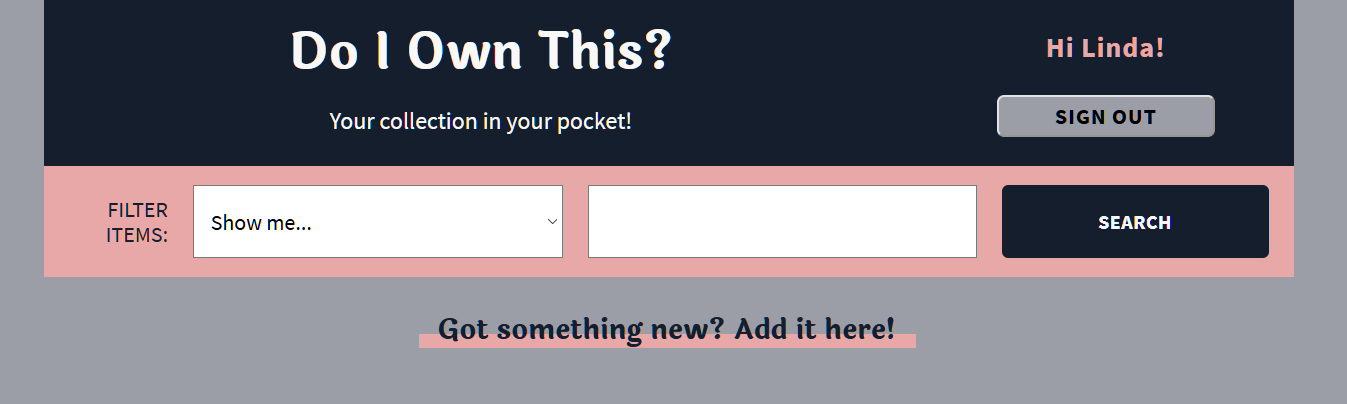 Do I Own This?
Hi Linda!
Your collection in your pocket!
SIGN OUT
FILTER
ITEMS:
Show me...
SEARCH
Got something new? Add it here!